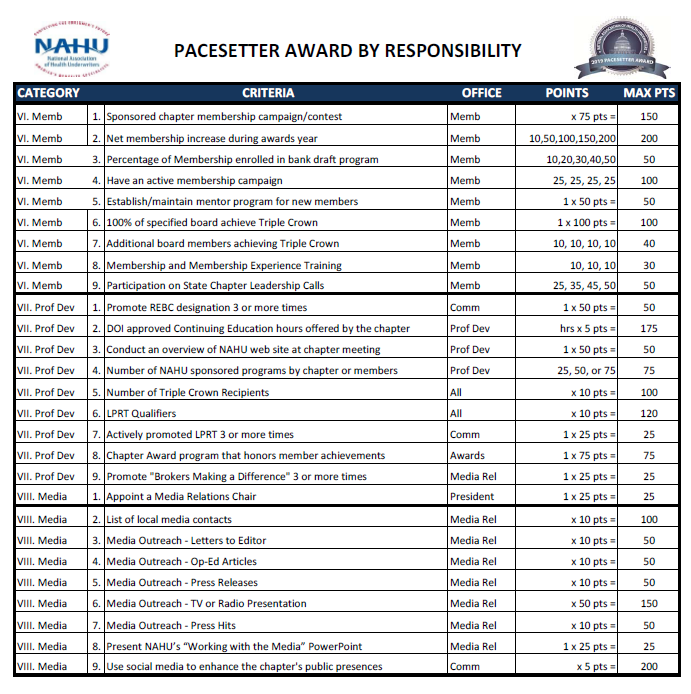 CHAMPIONING THE CONSUMER'S FUTURE
NAHU
National Association
of Health Underwriters
AMERICA'S BENEFITS SPECIALISTS
PACESETTER AWARD BY RESPONSIBILITY
NATIONAL ASSOCIATION OF HEALTH UNDERWRITERS
PACESETTER AWARD
CATEGORY CRITERIA OFFICE POINTS MAX PTS
VI. Memb 1. Sponsored chapter membership campaign/contest Memb x 75 pts = 150
VI. Memb 2. Net membership increase during awards year Memb 10,50,100,150,200 200
VI. Memb 3. Percentage of Membership enrolled in bank draft program Memb 10,20,30,40,50 50
VI. Memb 4. Have an active membership campaign Memb 25, 25, 25, 25 100
VI. Memb 5. Establish/maintain mentor program for new members Memb 1 x 50 pts = 50
VI. Memb 6. 100% of specified board achieve Triple Crown Memb 1 x 100 pts = 100
VI. Memb 7. Additional board members achieving Triple Crown Memb 10, 10, 10, 10 40
VI. Memb 8. Membership and Membership Experience Training Memb 10, 10, 10 30
VI. Memb 9. Participation on State Chapter Leadership Calls Memb 25, 35, 45, 50 50
VII. Prof Dev 1. Promote REBC designation 3 or more times Comm 1 x 50 pts = 50
VII. Prof Dev 2. DOI approved Continuing Education hours offered by the chapter Prof Dev hrs x 5 pts = 175
VII. Prof Dev 3. Conduct an overview of NAHU web site at chapter meeting Prof Dev 1 x 50 pts = 50
VII. Prof Dev 4. Number of NAHU sponsored programs by chapter or members Prof Dev 25, 50, or 75 75
VII. Prof Dev 5. Number of Triple Crown Recipients All x 10 pts = 100
VII. Prof Dev 6. LPRT Qualifiers All x 10 pts = 120
VII. Prof Dev 7. Actively promoted LPRT 3 or more times Comm 1 x 25 pts = 25
VII. Prof Dev 8. Chapter Award program that honors member achievements Awards 1 x 75 pts = 75
VII. Prof Dev 9. Promote "Brokers Making a Difference" 3 or more times Media Rel 1 x 25 pts = 25
VIII. Media 1. Appoint a Media Relations Chair President 1 x 25 pts = 25
VIII. Media 2. List of local media contacts Media Rel x 10 pts = 100
VIII. Media 3. Media Outreach - Letters to Editor Media Rel x 10 pts = 50
VIII. Media 4. Media Outreach - Op-Ed Articles Media Rel x 10 pts = 50
VIII. Media 5. Media Outreach - Press Releases Media Rel x 10 pts = 50
VIII. Media 6. Media Outreach - TV or Radio Presentation Media Rel x 50 pts = 150
VIII. Media 7. Media Outreach - Press Hits Media Rel x 10 pts = 50
VIII. Media 8. Present NAHU's "Working with the Media" PowerPoint Media Rel 1 x 25 pts = 25
VIII. Media 9. Use social media to enhance the chapter's public presences Comm x 5 pts = 200